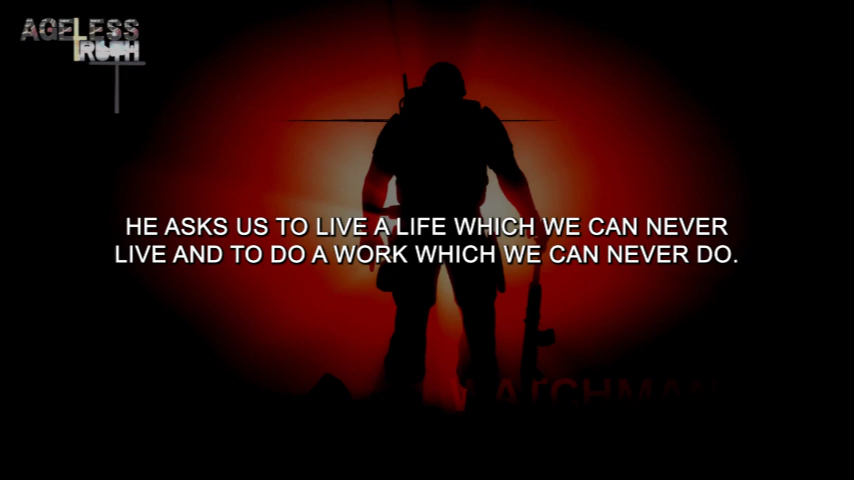 AGELESS
TRUTH
HE ASKS US TO LIVE A LIFE WHICH WE CAN NEVER
LIVE AND TO DO A WORK WHICH WE CAN NEVER DO.
WATCHMAN